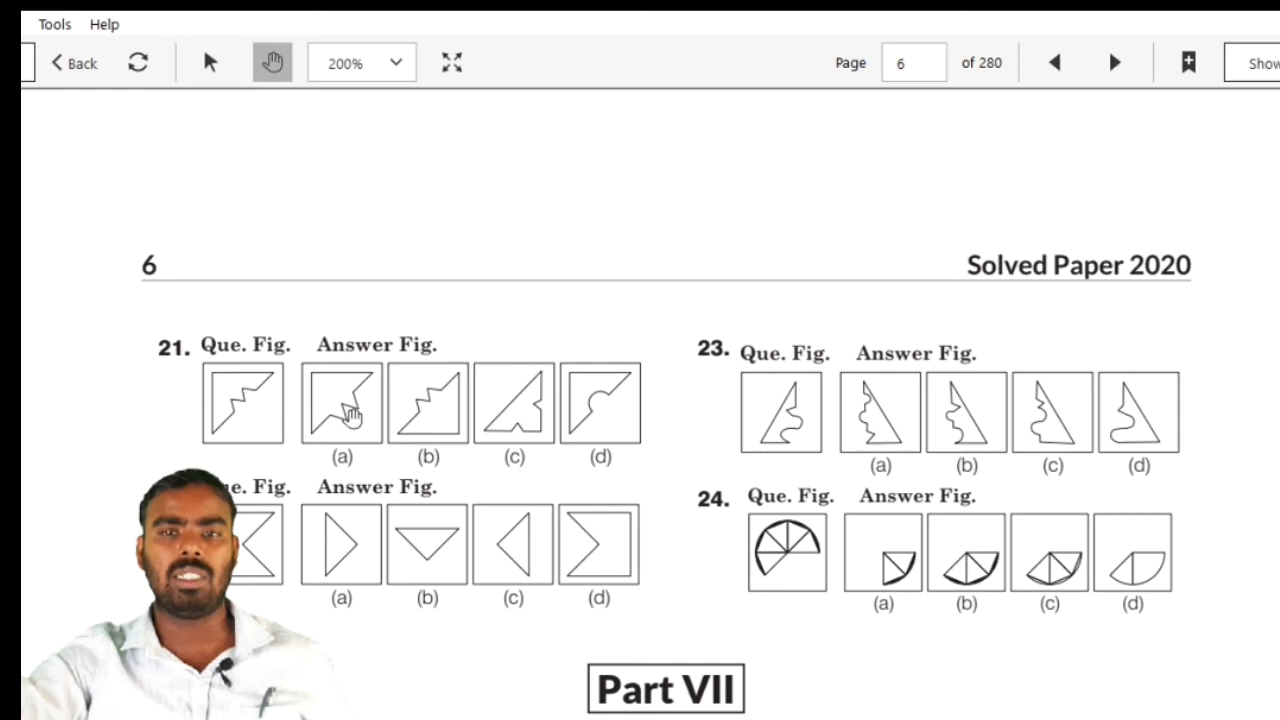 Tools Help
Back 200% Page 6 of 280
6 Solved Paper 2020
21. Que. Fig. Answer Fig.
(a) (b) (c) (d)
Fig. Answer Fig.
(a) (b) (c) (d)
23. Que. Fig. Answer Fig.
(a) (b) (c) (d)
24. Que. Fig. Answer Fig.
(a) (b) (c) (d)
Part VII